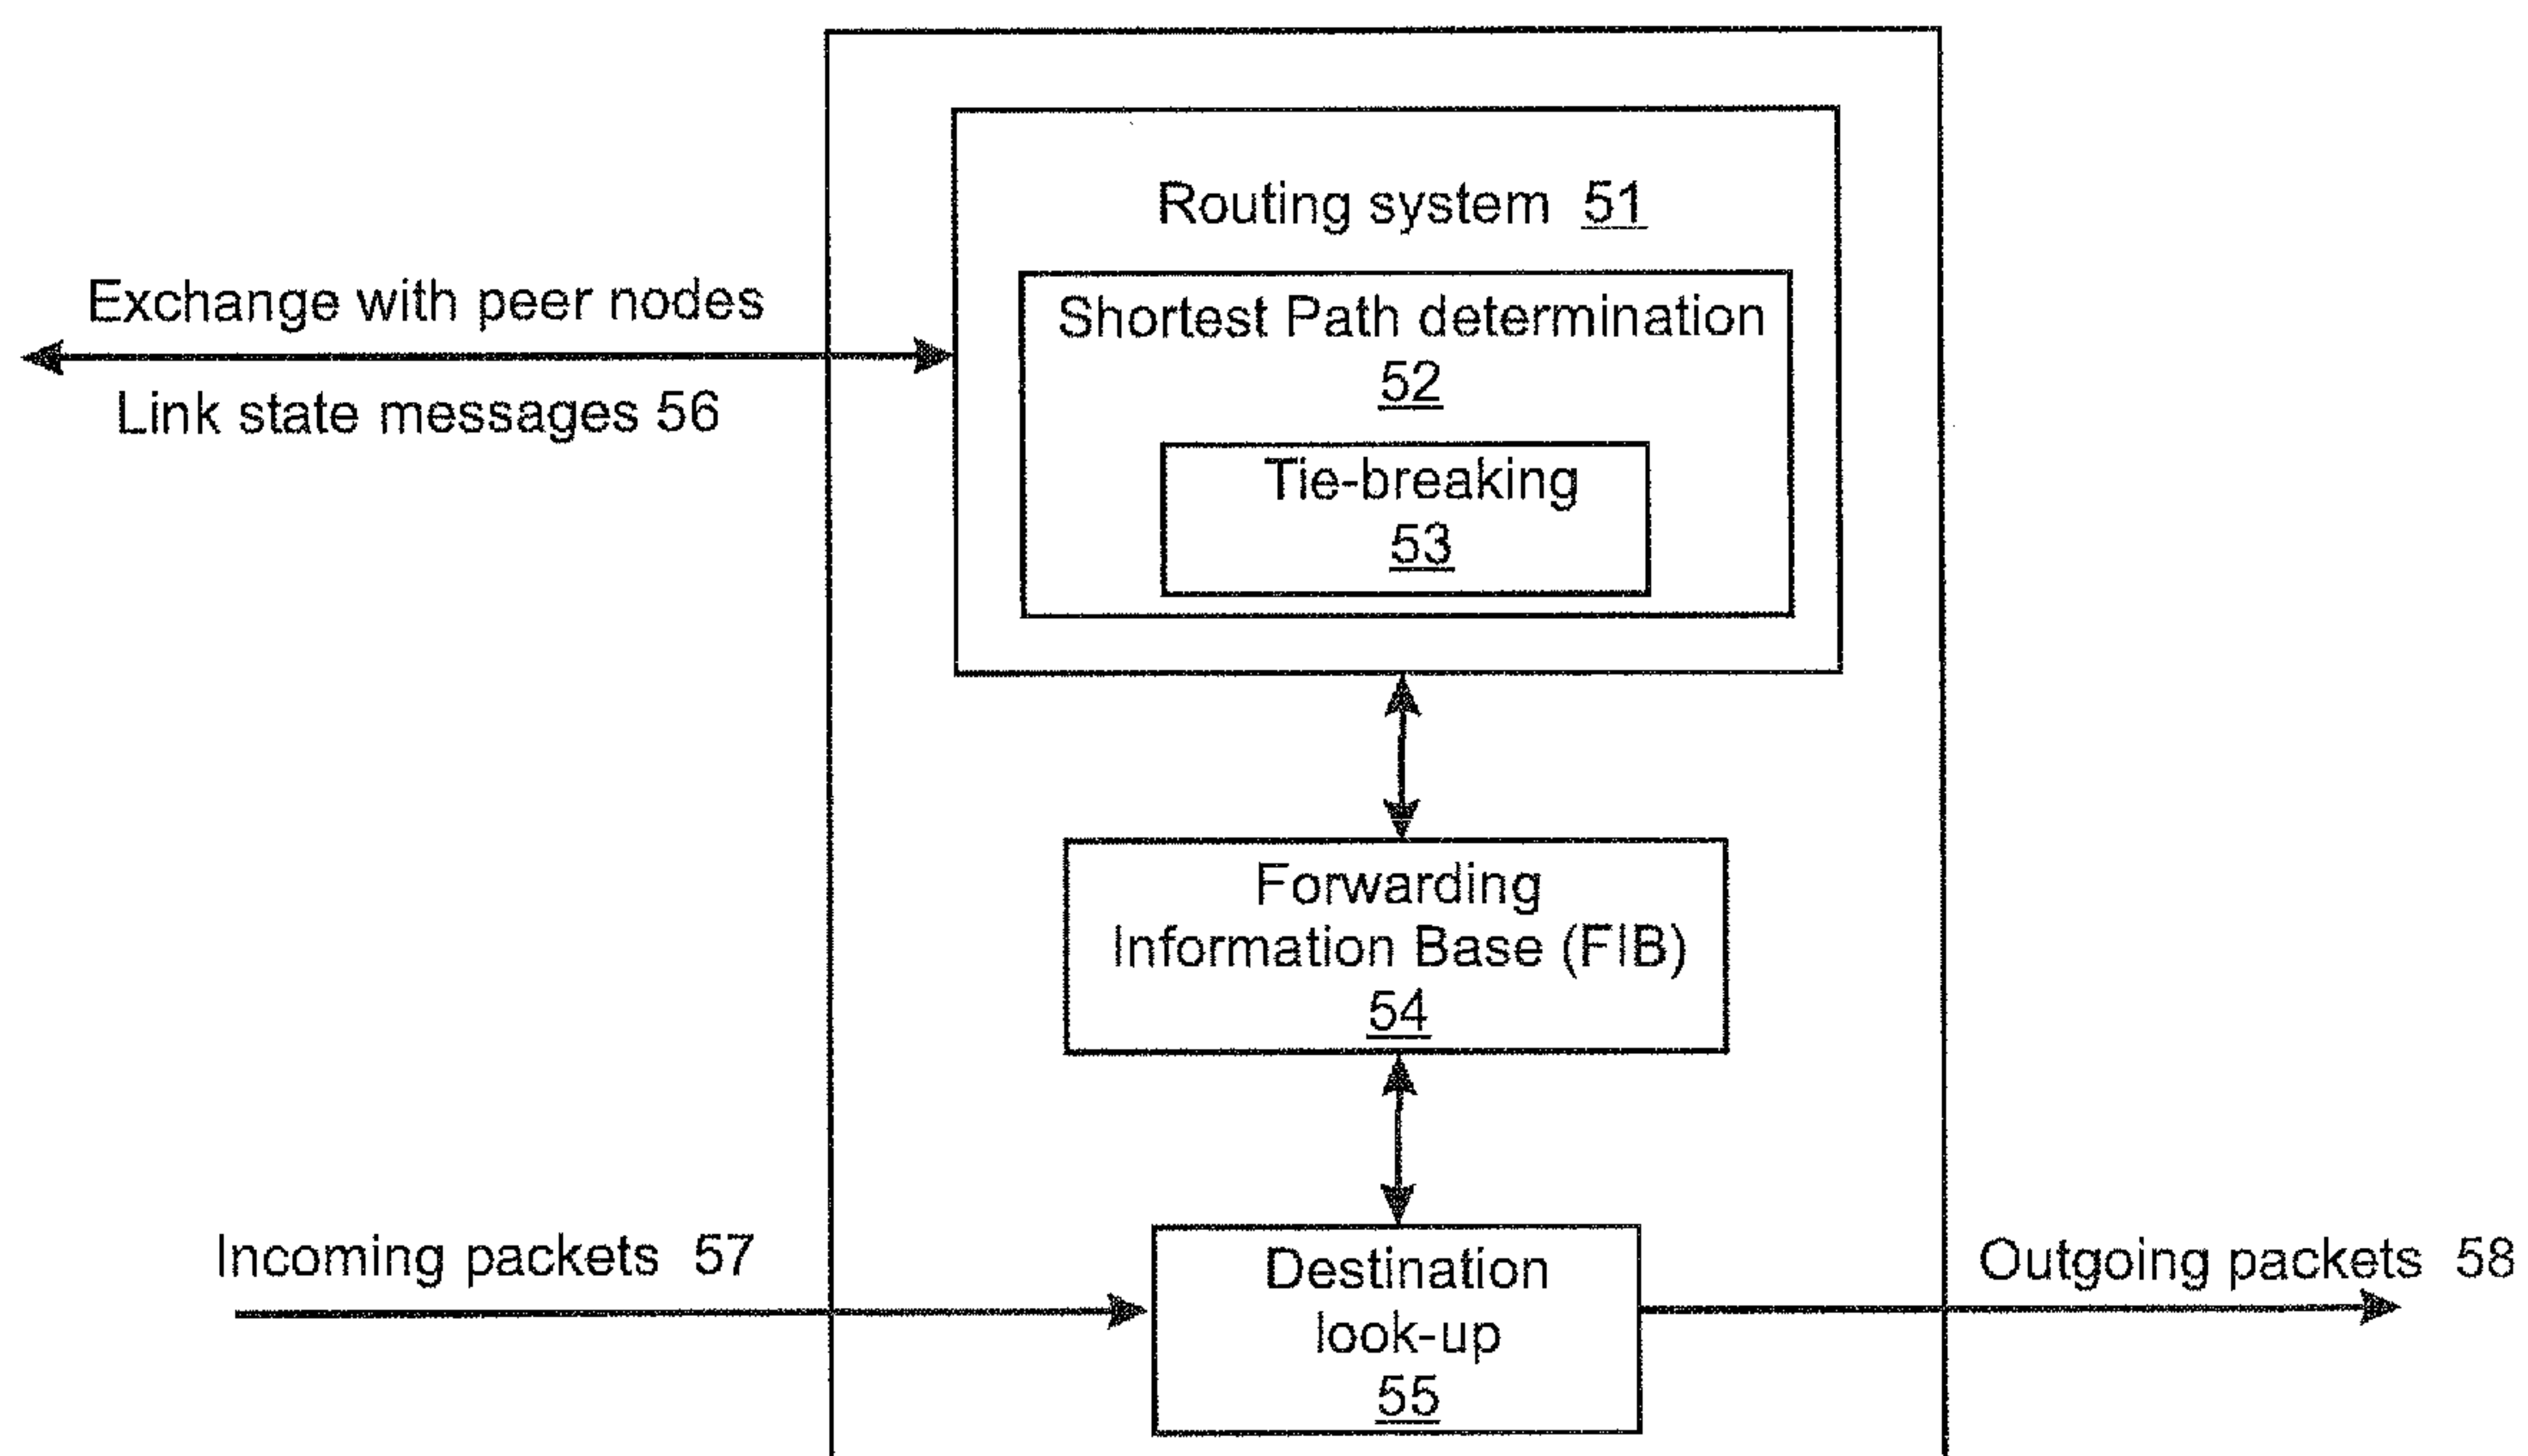 Routing system 51
Exchange with peer nodes
Link state messages 56
Shortest Path determination
52
Tie-breaking
53
Forwarding
Information Base (FIB)
54
Incoming packets 57
Destination
look-up
55
Outgoing packets 58